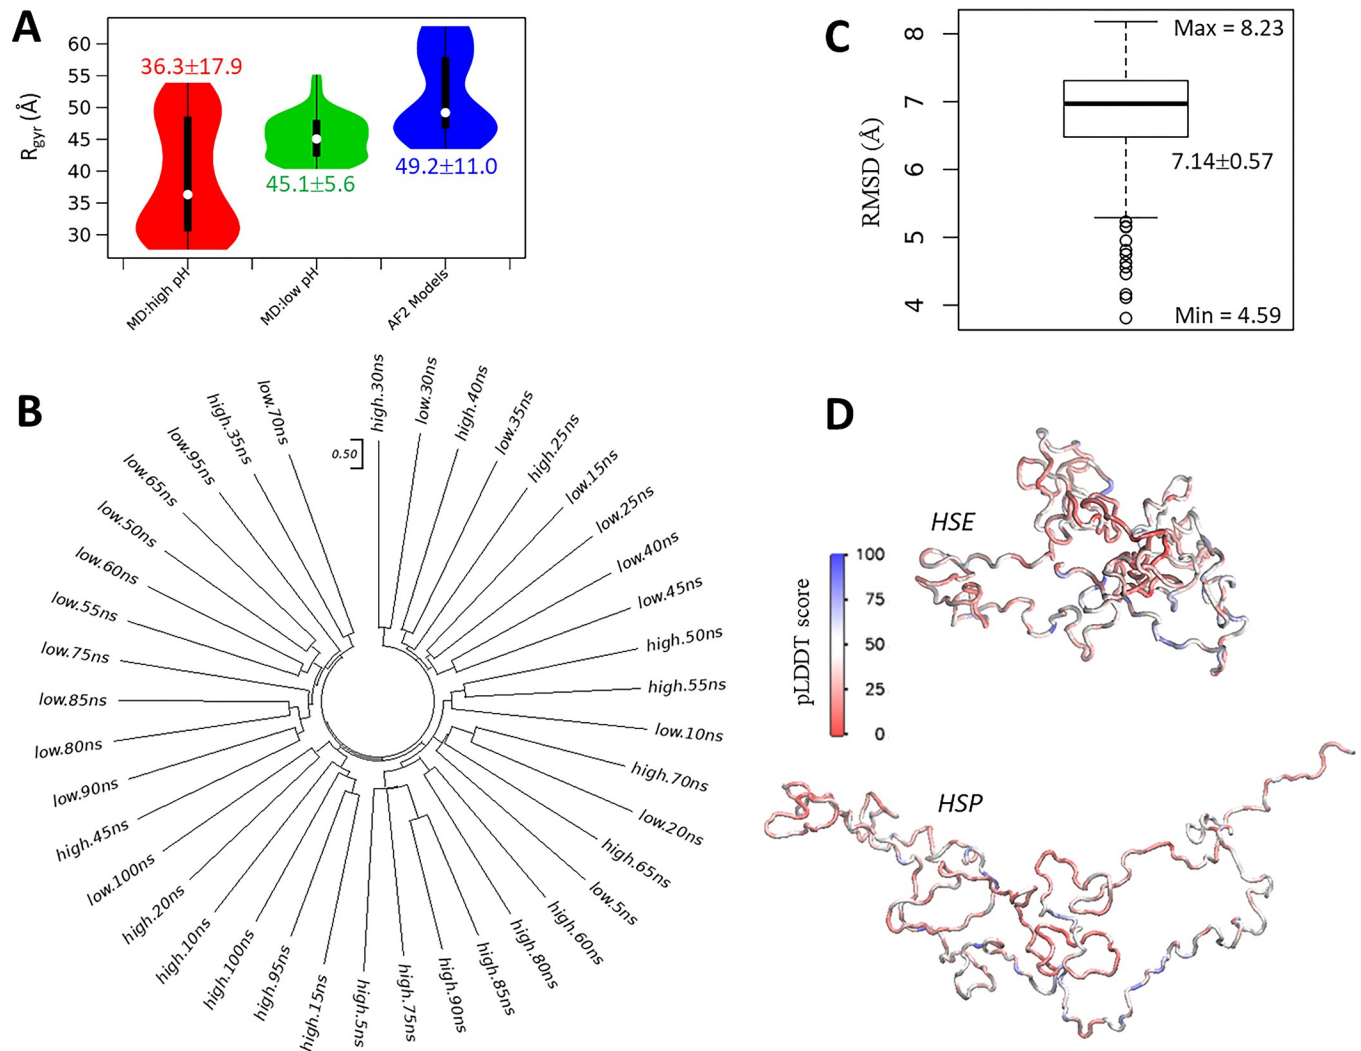 A
R_gyr (Å)
60
55
50
45
40
35
30
36.3±17.9
45.1±5.6
49.2±11.0
MD:high pH
MD:low pH
AF2 Models
C
RMSD (Å)
8
7
6
5
4
Max = 8.23
7.14±0.57
Min = 4.59
B
0.50
high.30ns
low.30ns
high.40ns
low.35ns
high.25ns
low.15ns
low.25ns
low.40ns
low.45ns
high.50ns
high.55ns
low.10ns
high.70ns
low.20ns
high.65ns
low.5ns
high.60ns
high.80ns
high.85ns
high.90ns
high.75ns
high.5ns
high.15ns
high.95ns
high.100ns
high.10ns
high.20ns
low.100ns
high.45ns
low.90ns
low.80ns
low.85ns
low.75ns
low.55ns
low.60ns
low.50ns
low.65ns
low.95ns
high.35ns
low.70ns
D
HSE
pLDDT score
100
75
50
25
0
HSP